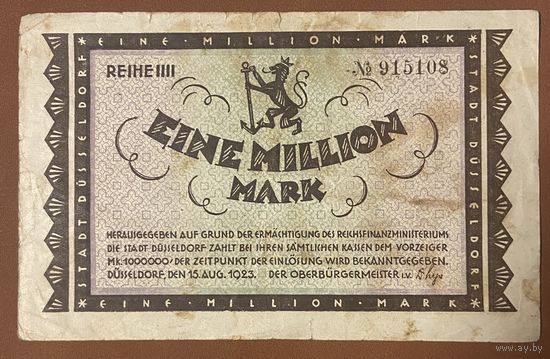 EINE · MILLION · MARK
REIHE IIII
№ 915108
STADT DÜSSELDORF
STADT DÜSSELDORF
EINE MILLION
MARK
HERAUSGEGEBEN AUF GRUND DER ERMÄCHTIGUNG DES REICHSFINANZMINISTERIUMS
DIE STADT DÜSSELDORF ZAHLT BEI IHREN SÄMTLICHEN KASSEN DEM VORZEIGER
MK. 1000000/ DER ZEITPUNKT DER EINLÖSUNG WIRD BEKANNTGEGEBEN.
DÜSSELDORF, DEN 15. AUG. 1923. DER OBERBÜRGERMEISTER i.V.
EINE · MILLION · MARK
www.ay.by